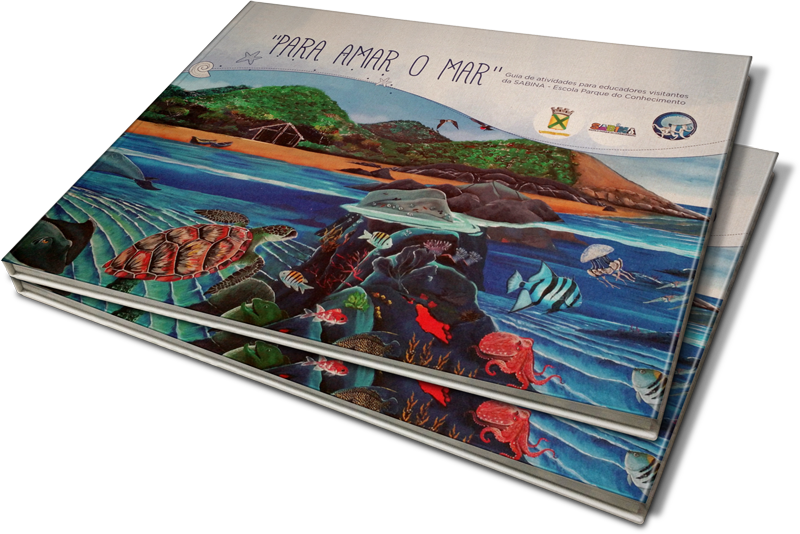 "PARA AMAR O MAR"
Guia de atividades para educadores visitantes
da SABINA - Escola Parque do Conhecimento
SABINA